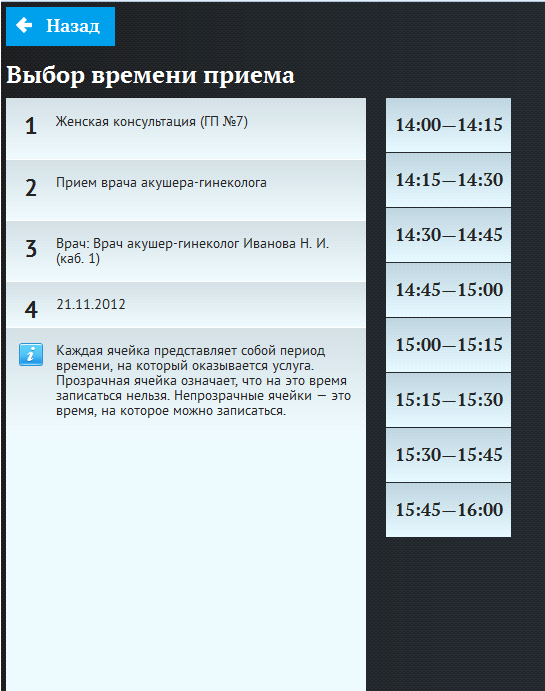 Назад
Выбор времени приема
1 Женская консультация (ГП №7)
2 Прием врача акушера-гинеколога
3 Врач: Врач акушер-гинеколог Иванова Н. И.
(каб. 1)
4 21.11.2012
i Каждая ячейка представляет собой период
времени, на который оказывается услуга.
Прозрачная ячейка означает, что на это время
записаться нельзя. Непрозрачные ячейки — это
время, на которое можно записаться.
14:00—14:15
14:15—14:30
14:30—14:45
14:45—15:00
15:00—15:15
15:15—15:30
15:30—15:45
15:45—16:00